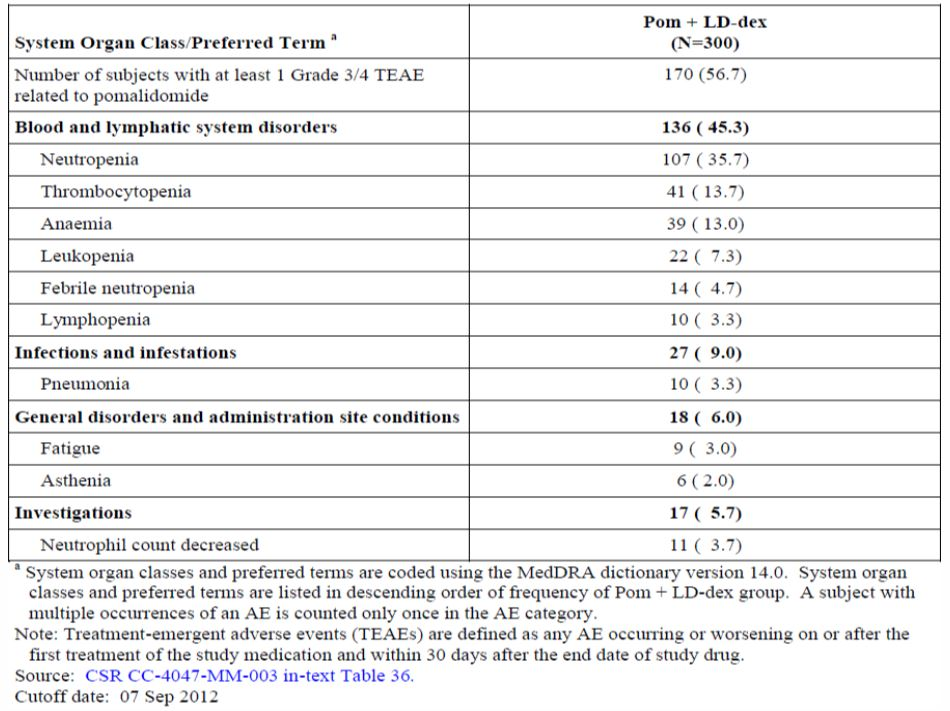 System Organ Class/Preferred Term a
Pom + LD-dex
(N=300)
Number of subjects with at least 1 Grade 3/4 TEAE
related to pomalidomide
170 (56.7)
Blood and lymphatic system disorders 136 ( 45.3)
Neutropenia 107 ( 35.7)
Thrombocytopenia 41 ( 13.7)
Anaemia 39 ( 13.0)
Leukopenia 22 ( 7.3)
Febrile neutropenia 14 ( 4.7)
Lymphopenia 10 ( 3.3)
Infections and infestations 27 ( 9.0)
Pneumonia 10 ( 3.3)
General disorders and administration site conditions 18 ( 6.0)
Fatigue 9 ( 3.0)
Asthenia 6 ( 2.0)
Investigations 17 ( 5.7)
Neutrophil count decreased 11 ( 3.7)
a System organ classes and preferred terms are coded using the MedDRA dictionary version 14.0. System organ
classes and preferred terms are listed in descending order of frequency of Pom + LD-dex group. A subject with
multiple occurrences of an AE is counted only once in the AE category.
Note: Treatment-emergent adverse events (TEAEs) are defined as any AE occurring or worsening on or after the
first treatment of the study medication and within 30 days after the end date of study drug.
Source: CSR CC-4047-MM-003 in-text Table 36.
Cutoff date: 07 Sep 2012